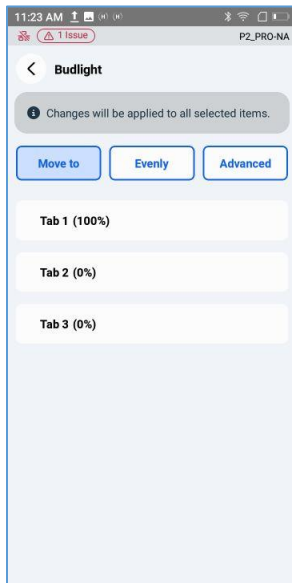 11:23 AM
1 Issue
P2_PRO-NA
Budlight
Changes will be applied to all selected items.
Move to
Evenly
Advanced
Tab 1 (100%)
Tab 2 (0%)
Tab 3 (0%)